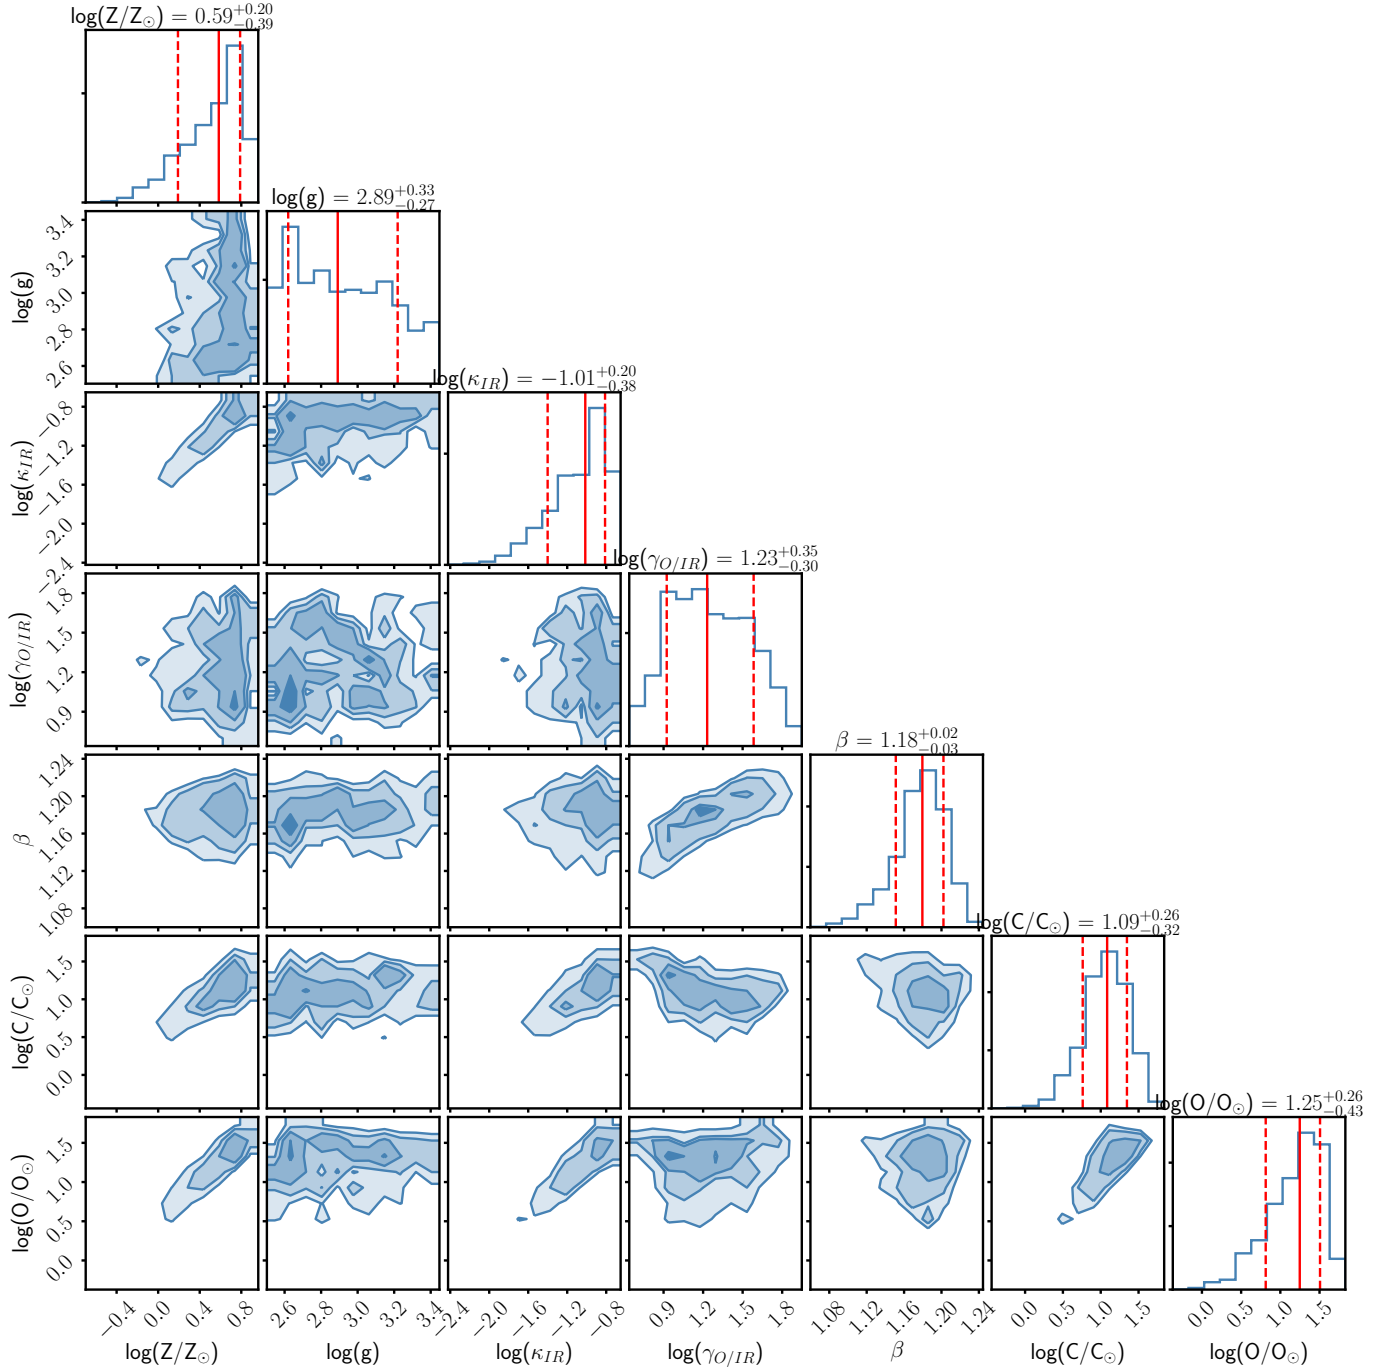 log(Z/Z⊙) = 0.59+0.20−0.39
log(g) = 2.89+0.33−0.27
3.4
3.2
3.0
2.8
2.6
log(g)
log(κIR) = −1.01+0.20−0.38
−0.8
−1.2
−1.6
−2.0
−2.4
log(κIR)
log(γO/IR) = 1.23+0.35−0.30
1.8
1.5
1.2
0.9
log(γO/IR)
β = 1.18+0.02−0.03
1.24
1.20
1.16
1.12
1.08
β
log(C/C⊙) = 1.09+0.26−0.32
1.5
1.0
0.5
0.0
log(C/C⊙)
log(O/O⊙) = 1.25+0.26−0.43
1.5
1.0
0.5
0.0
log(O/O⊙)
−0.4 0.0 0.4 0.8
2.6 2.8 3.0 3.2 3.4
−2.4 −2.0 −1.6 −1.2 −0.8
0.9 1.2 1.5 1.8
1.08 1.12 1.16 1.20 1.24
0.0 0.5 1.0 1.5
0.0 0.5 1.0 1.5
log(Z/Z⊙) log(g) log(κIR) log(γO/IR) β log(C/C⊙) log(O/O⊙)